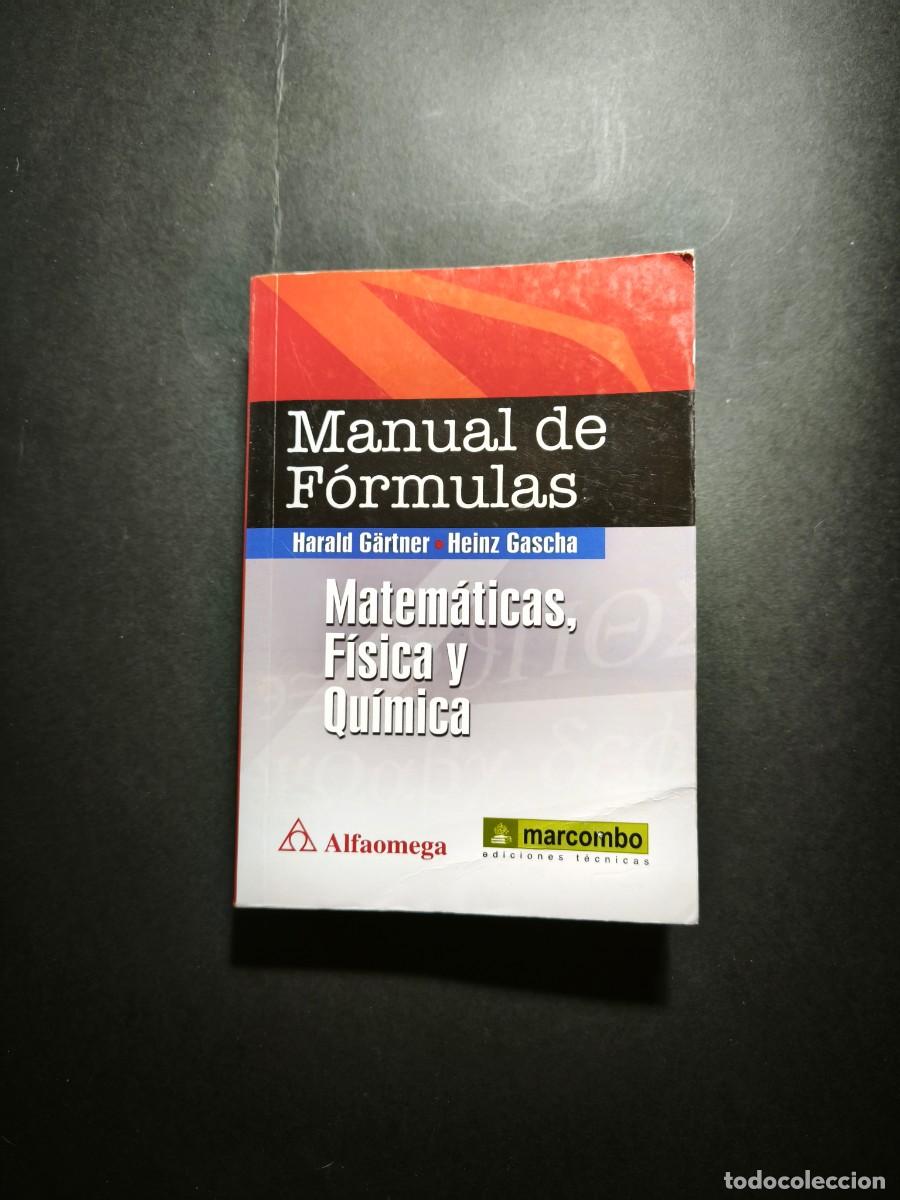 Manual de
Fórmulas
Harald Gärtner • Heinz Gascha
Matemáticas,
Física y
Química
Alfaomega
marcombo
ediciones técnicas
todocoleccion